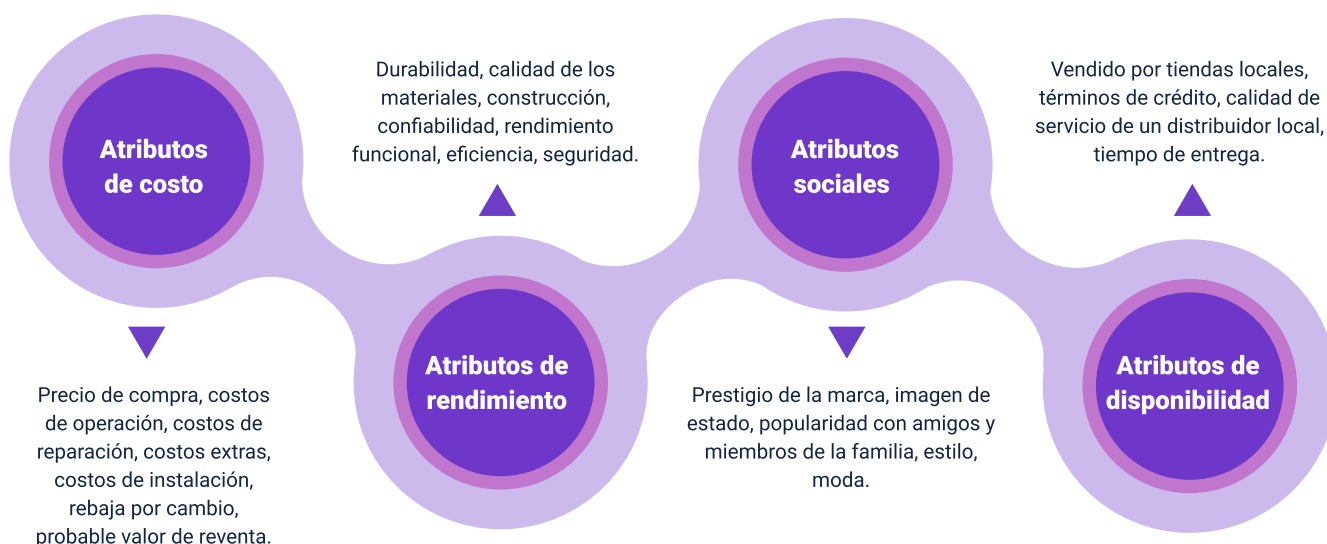 Atributos
de costo
Precio de compra, costos
de operación, costos de
reparación, costos extras,
costos de instalación,
rebaja por cambio,
probable valor de reventa.
Durabilidad, calidad de los
materiales, construcción,
confiabilidad, rendimiento
funcional, eficiencia, seguridad.
Atributos de
rendimiento
Atributos
sociales
Prestigio de la marca, imagen de
estado, popularidad con amigos y
miembros de la familia, estilo,
moda.
Vendido por tiendas locales,
términos de crédito, calidad de
servicio de un distribuidor local,
tiempo de entrega.
Atributos de
disponibilidad